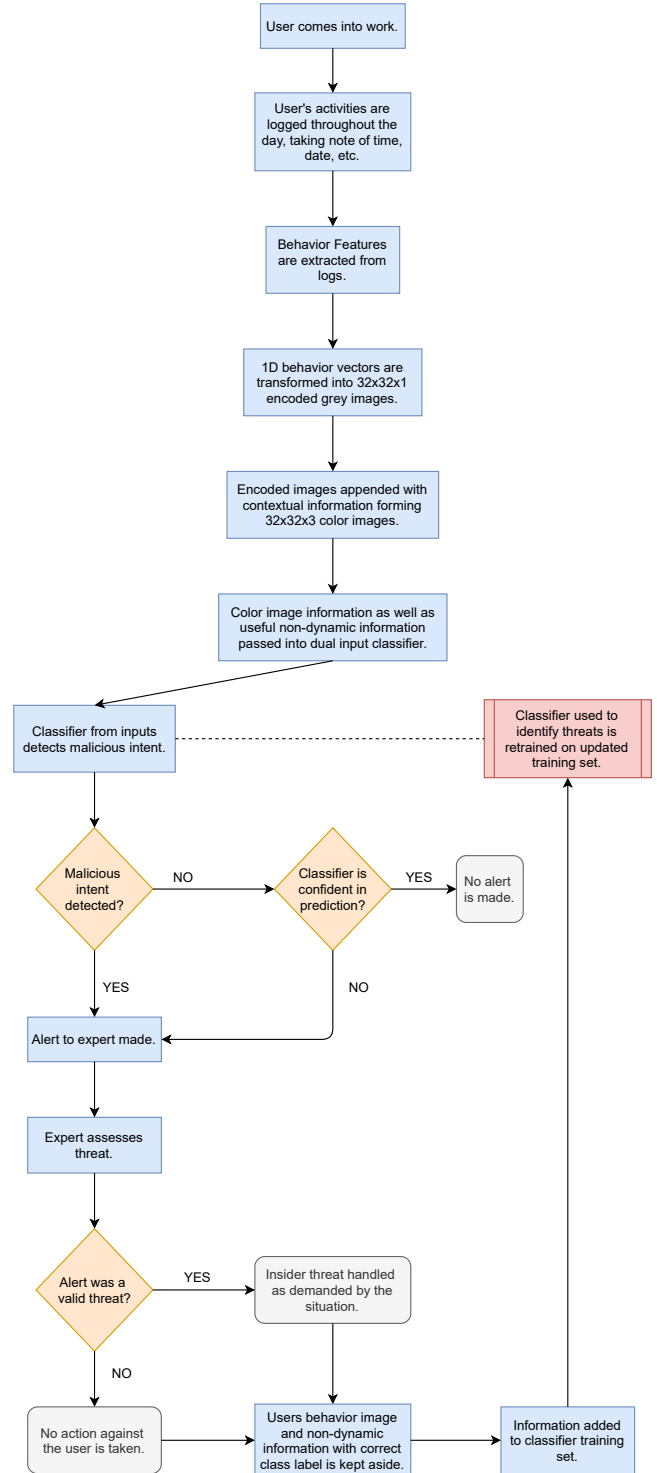 User comes into work.
User's activities are
logged throughout the
day, taking note of time,
date, etc.
Behavior Features
are extracted from
logs.
1D behavior vectors are
transformed into 32x32x1
encoded grey images.
Encoded images appended with
contextual information forming
32x32x3 color images.
Color image information as well as
useful non-dynamic information
passed into dual input classifier.
Classifier from inputs
detects malicious intent.
Classifier used to
identify threats is
retrained on updated
training set.
Malicious
intent
detected?
NO
Classifier is
confident in
prediction?
YES
No alert
is made.
YES
NO
Alert to expert made.
Expert assesses
threat.
Alert was a
valid threat?
YES
Insider threat handled
as demanded by the
situation.
NO
No action against
the user is taken.
Users behavior image
and non-dynamic
information with correct
class label is kept aside.
Information added
to classifier training
set.